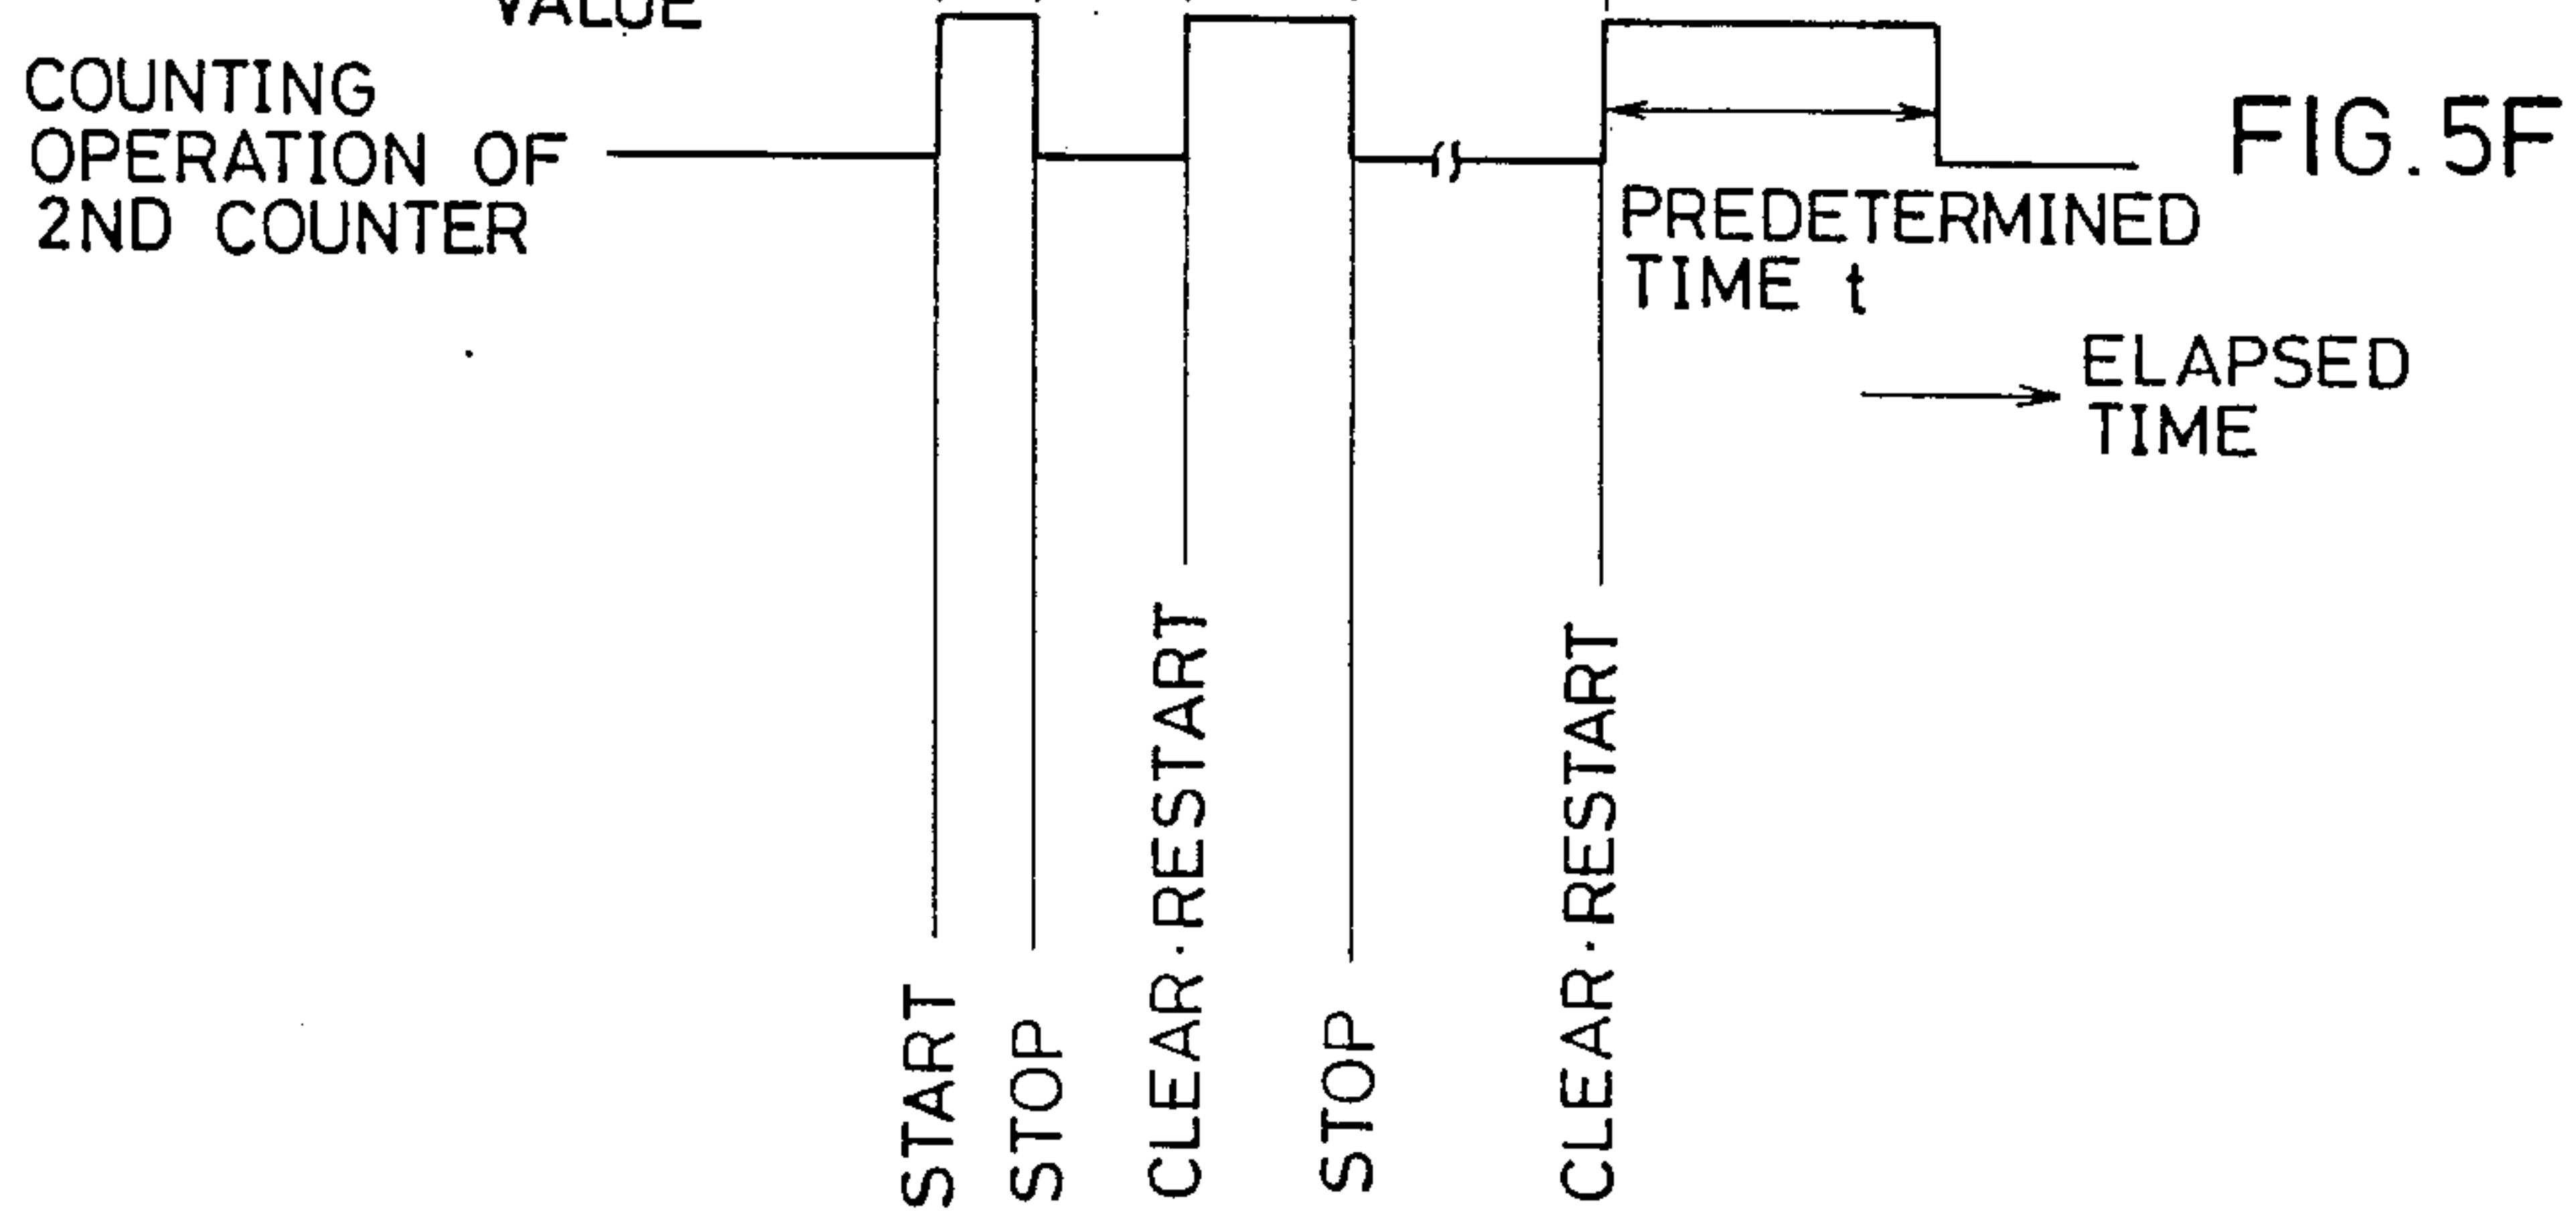 VALUE
COUNTING
OPERATION OF
2ND COUNTER
FIG. 5F
PREDETERMINED
TIME t
ELAPSED
TIME
START
STOP
CLEAR·RESTART
STOP
CLEAR·RESTART